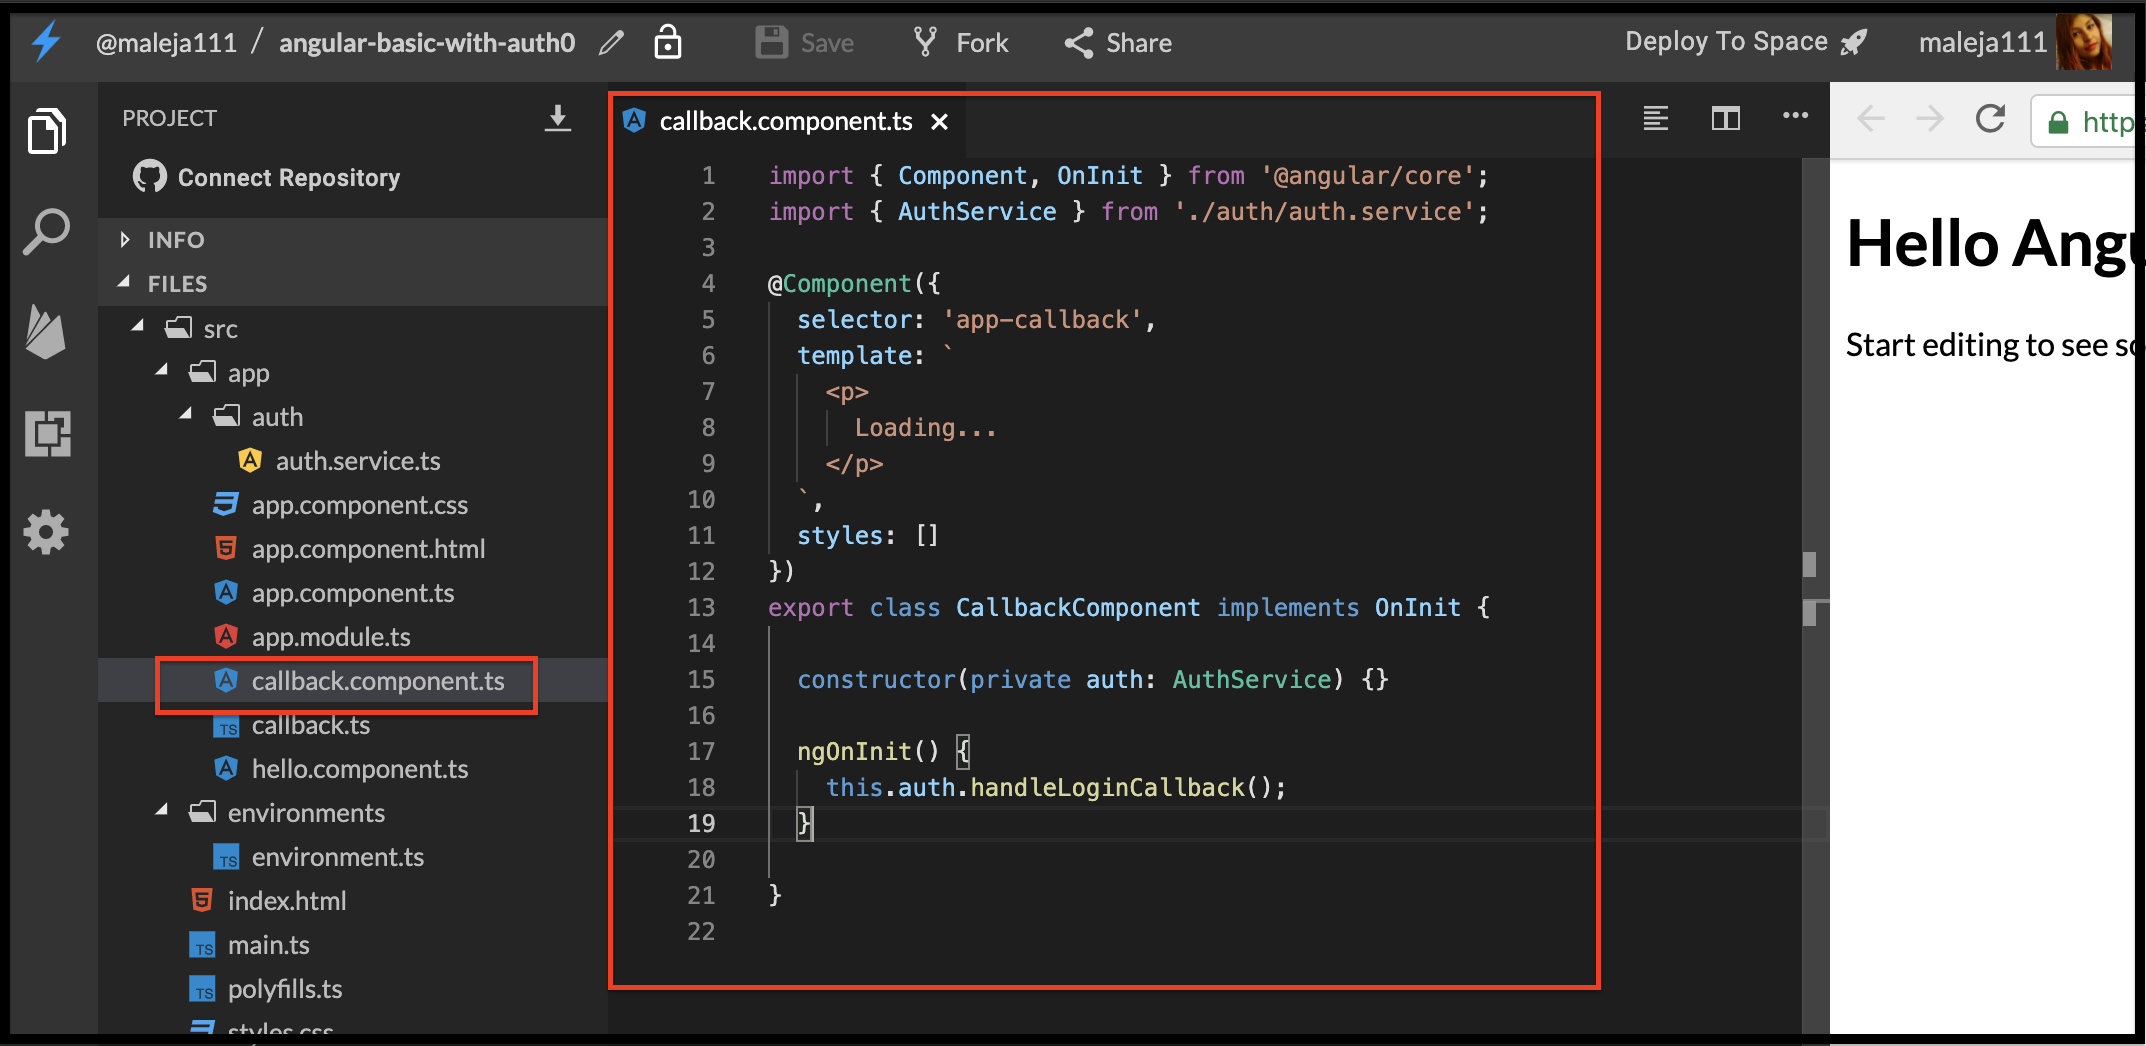 @maleja111 / angular-basic-with-auth0 Save Fork Share Deploy To Space maleja111
PROJECT
Connect Repository
INFO
FILES
src
app
auth
auth.service.ts
app.component.css
app.component.html
app.component.ts
app.module.ts
callback.component.ts
callback.ts
hello.component.ts
environments
environment.ts
index.html
main.ts
polyfills.ts
styles.css
callback.component.ts
1 import { Component, OnInit } from '@angular/core';
2 import { AuthService } from './auth/auth.service';
3
4 @Component({
5 selector: 'app-callback',
6 template: `
7 <p>
8 Loading...
9 </p>
10 `,
11 styles: []
12 })
13 export class CallbackComponent implements OnInit {
14
15 constructor(private auth: AuthService) {}
16
17 ngOnInit() {
18 this.auth.handleLoginCallback();
19 }
20
21 }
22
http
Hello Angu
Start editing to see so